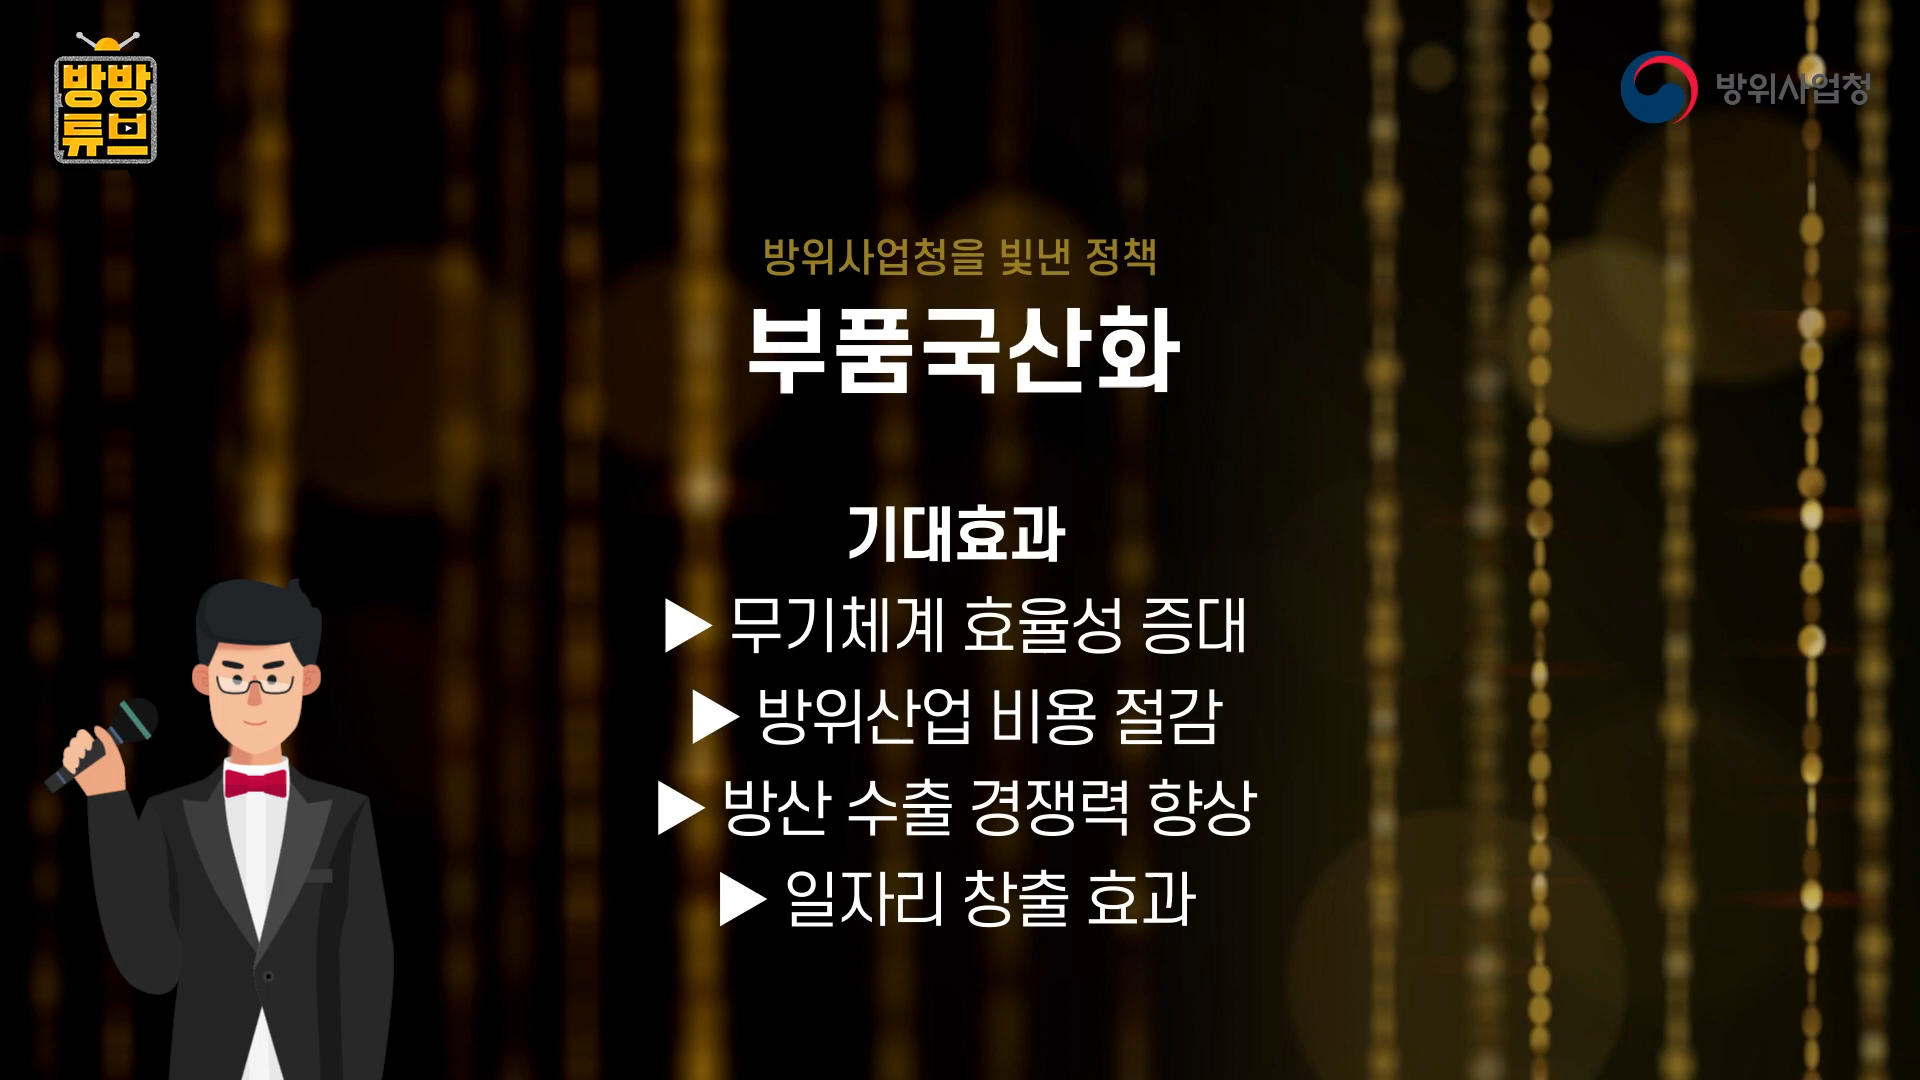 방방
튜브
방위사업청
방위사업청을 빛낸 정책
부품국산화
기대효과
▶ 무기체계 효율성 증대
▶ 방위산업 비용 절감
▶ 방산 수출 경쟁력 향상
▶ 일자리 창출 효과